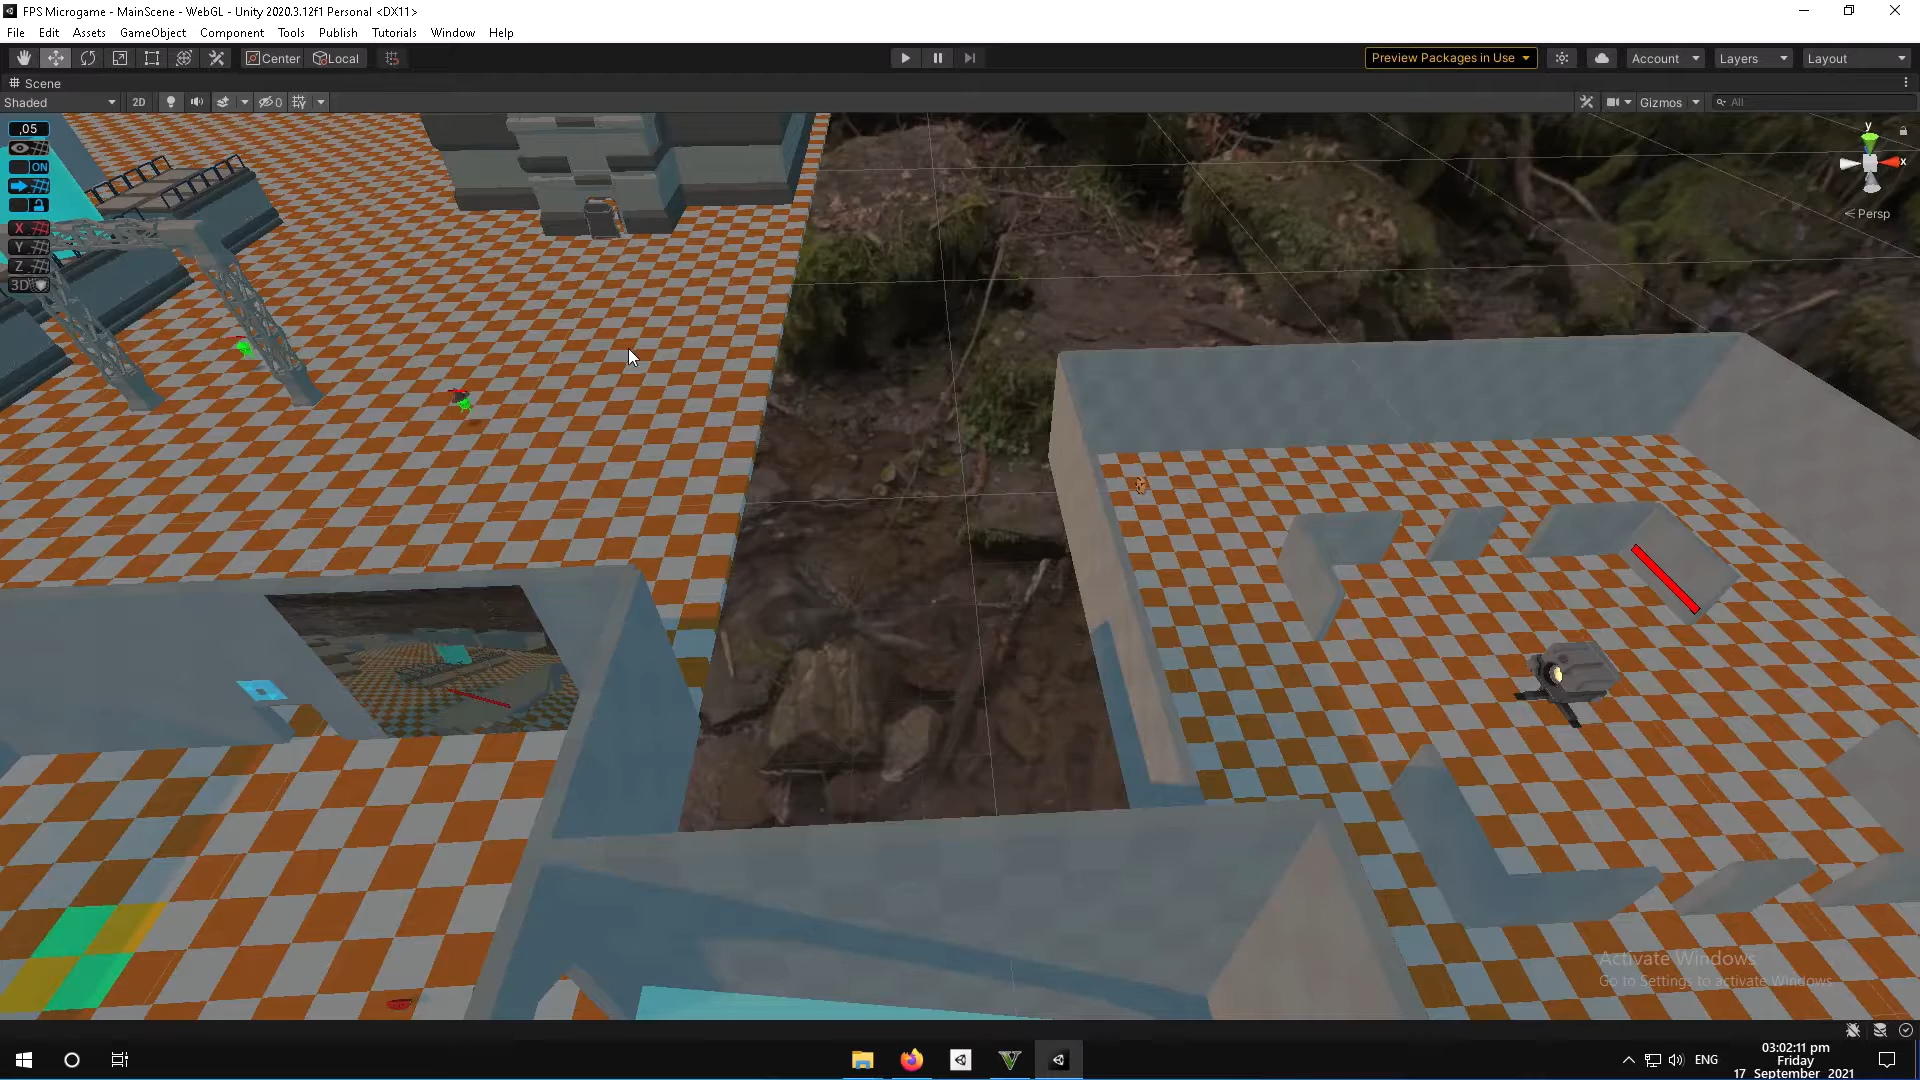 FPS Microgame - MainScene - WebGL - Unity 2020.3.12f1 Personal <DX11>
File Edit Assets GameObject Component Tools Publish Tutorials Window Help
Center Local Preview Packages in Use Account Layers Layout
Scene
Shaded 2D 0 Gizmos All
,05
ON
X
Y
Z
3D
y
x
Persp
Activate Windows
Go to Settings to activate Windows
ENG
03:02:11 pm
Friday
17 September 2021